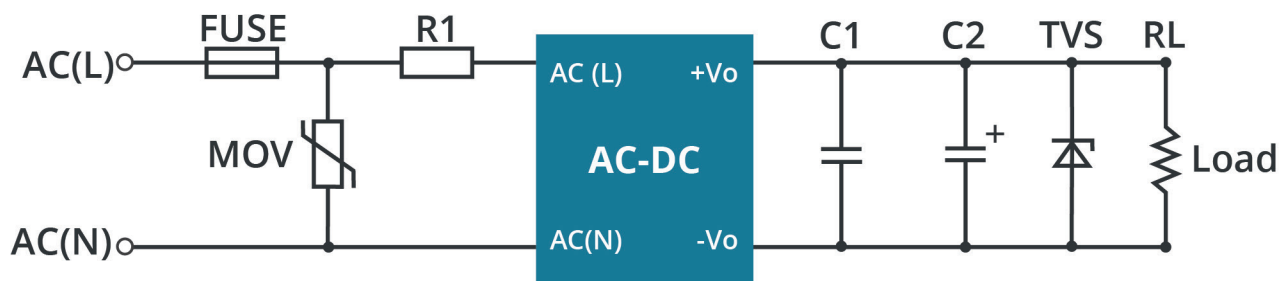 FUSE R1 C1 C2 TVS RL
AC(L) AC (L) +Vo
+
MOV AC-DC Load
AC(N) AC(N) -Vo